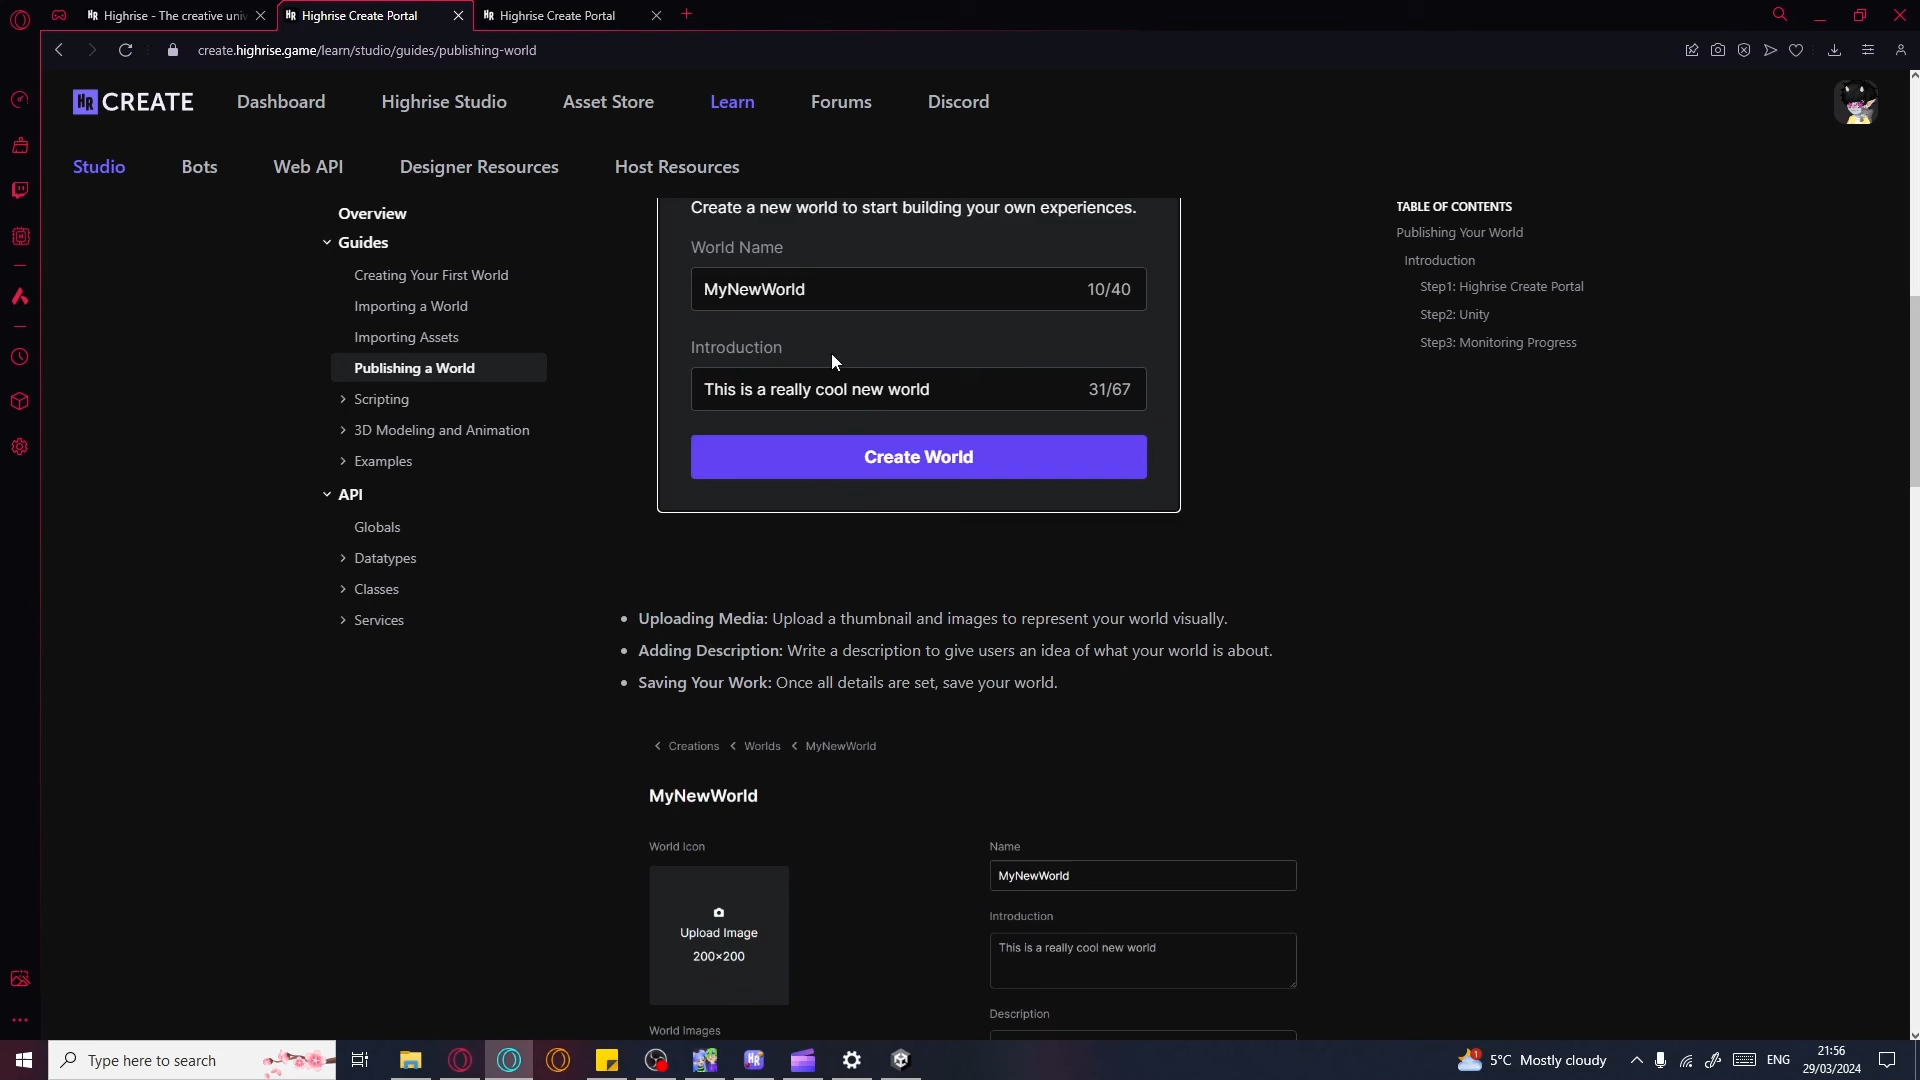 Highrise - The creative univ
Highrise Create Portal
Highrise Create Portal
create.highrise.game/learn/studio/guides/publishing-world
HR CREATE
Dashboard
Highrise Studio
Asset Store
Learn
Forums
Discord
Studio
Bots
Web API
Designer Resources
Host Resources
Overview
Guides
Creating Your First World
Importing a World
Importing Assets
Publishing a World
Scripting
3D Modeling and Animation
Examples
API
Globals
Datatypes
Classes
Services
Create a new world to start building your own experiences.
World Name
MyNewWorld 10/40
Introduction
This is a really cool new world 31/67
Create World
• Uploading Media: Upload a thumbnail and images to represent your world visually.
• Adding Description: Write a description to give users an idea of what your world is about.
• Saving Your Work: Once all details are set, save your world.
Creations Worlds MyNewWorld
MyNewWorld
World Icon
Upload Image
200×200
World Images
Name
MyNewWorld
Introduction
This is a really cool new world
Description
TABLE OF CONTENTS
Publishing Your World
Introduction
Step1: Highrise Create Portal
Step2: Unity
Step3: Monitoring Progress
Type here to search
5°C Mostly cloudy
ENG
21:56
29/03/2024